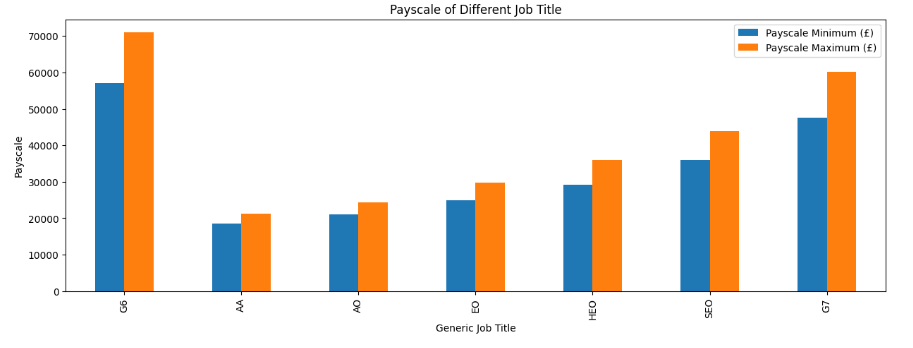 Payscale of Different Job Title
Payscale Minimum (£)
Payscale Maximum (£)
Payscale
70000
60000
50000
40000
30000
20000
10000
0
G6
AA
AO
EO
HEO
SEO
G7
Generic Job Title